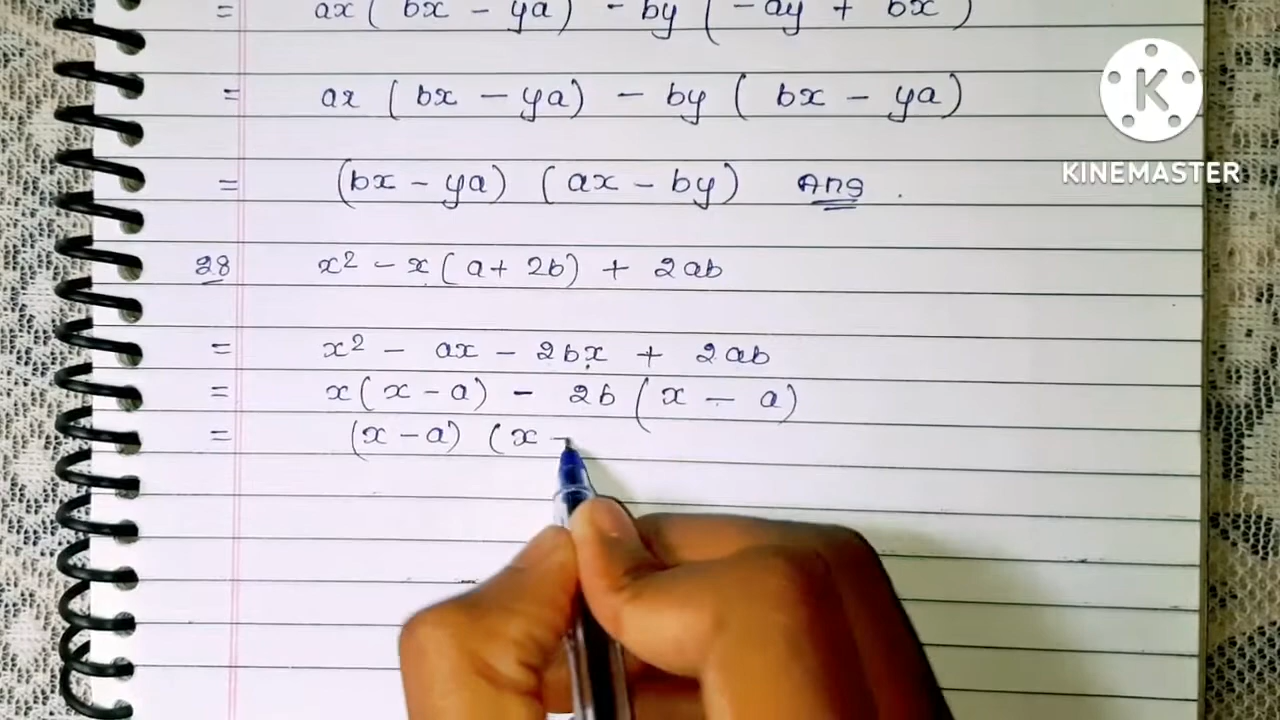 = ax ( bx - ya ) - by ( - ay + bx )
= ax ( bx - ya ) - by ( bx - ya )
K
KINEMASTER
= (bx - ya) (ax - by) Ans .
28 x² - x ( a + 2b ) + 2ab
= x² - ax - 2bx + 2ab
= x ( x - a ) - 2b ( x - a )
= (x - a) (x -